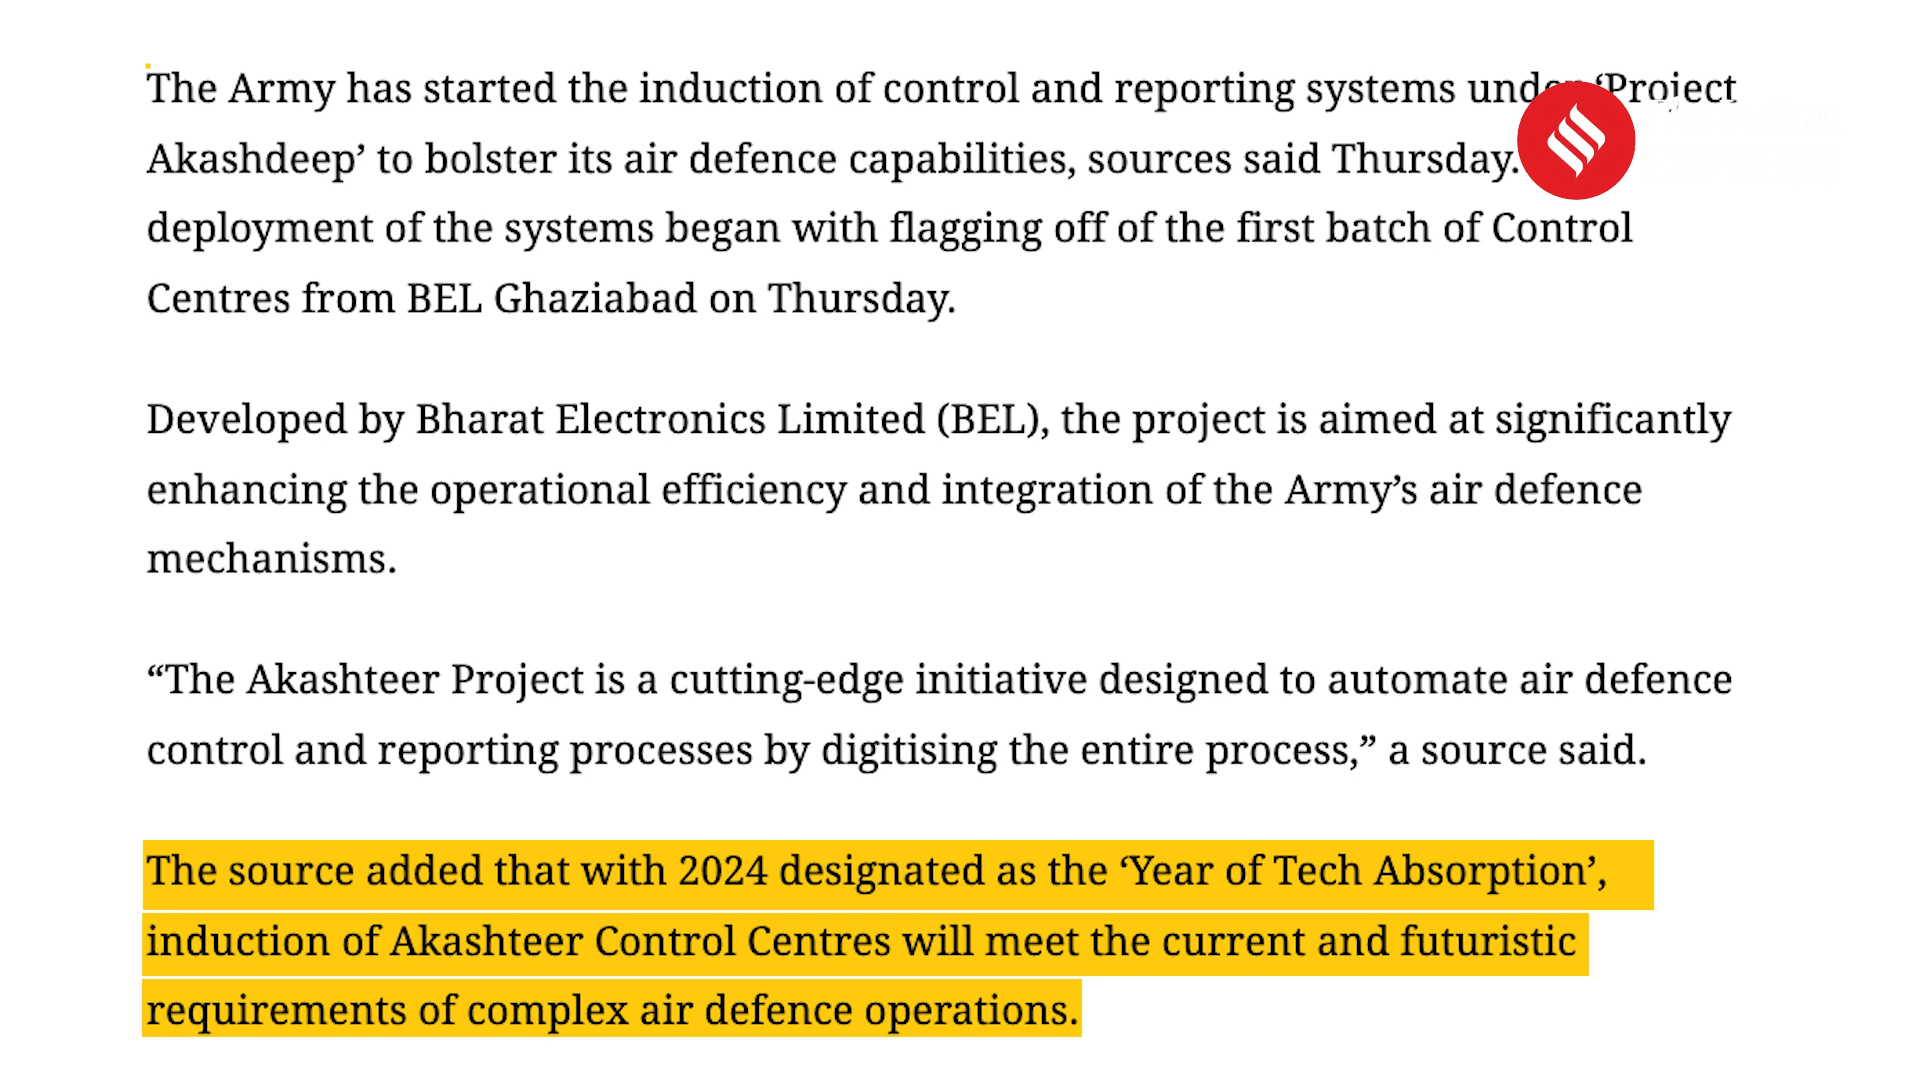 The Army has started the induction of control and reporting systems under ‘Project
Akashdeep’ to bolster its air defence capabilities, sources said Thursday.
deployment of the systems began with flagging off of the first batch of Control
Centres from BEL Ghaziabad on Thursday.
Developed by Bharat Electronics Limited (BEL), the project is aimed at significantly
enhancing the operational efficiency and integration of the Army’s air defence
mechanisms.
“The Akashteer Project is a cutting-edge initiative designed to automate air defence
control and reporting processes by digitising the entire process,” a source said.
The source added that with 2024 designated as the ‘Year of Tech Absorption’,
induction of Akashteer Control Centres will meet the current and futuristic
requirements of complex air defence operations.